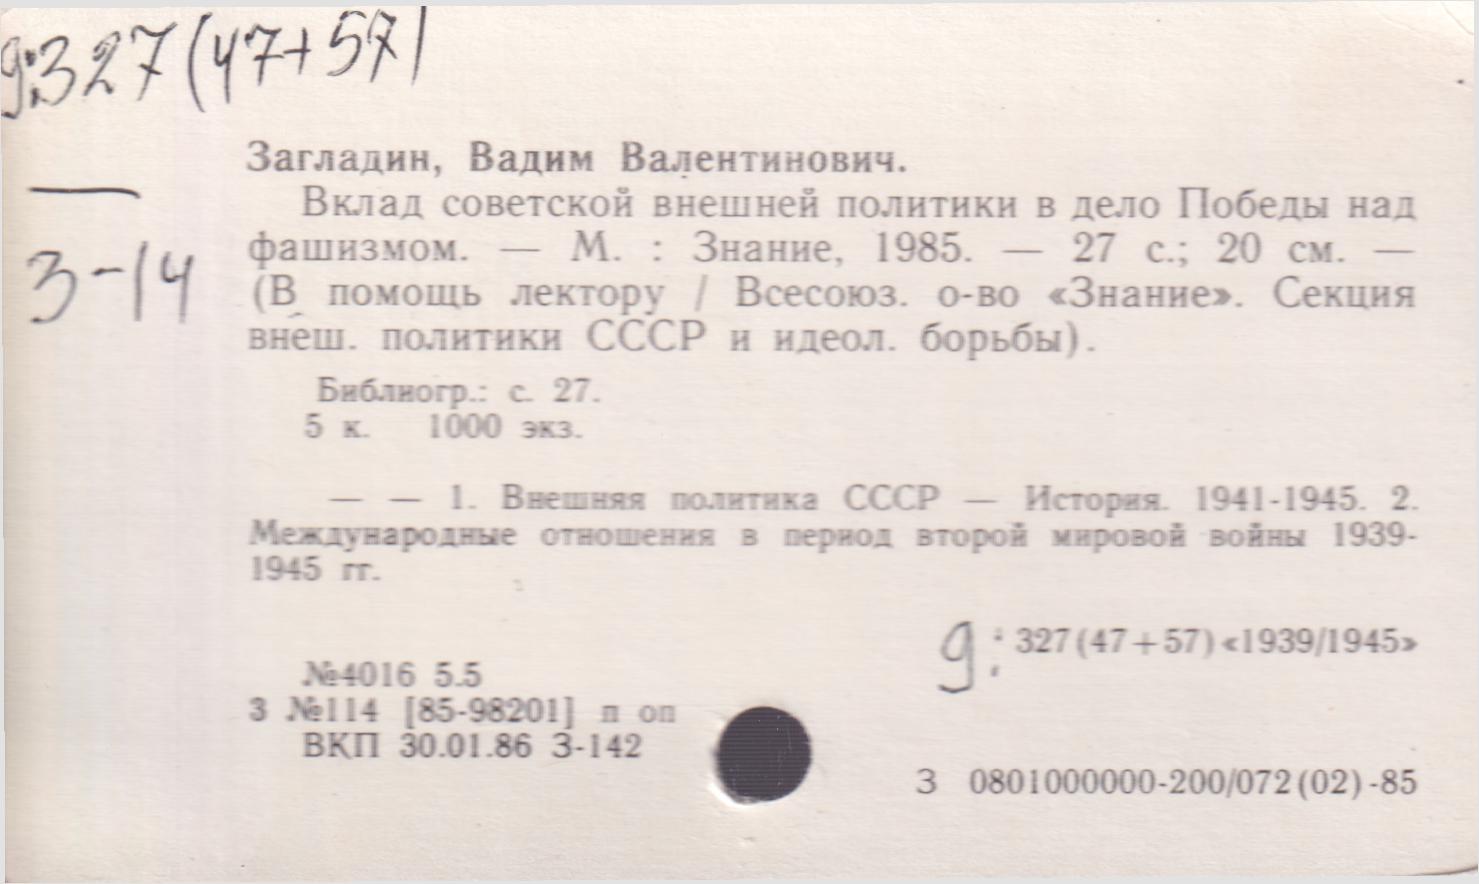 9:327(47+57)
Загладин, Вадим Валентинович.
Вклад советской внешней политики в дело Победы над
фашизмом. — М. : Знание, 1985. — 27 с.; 20 см. —
З-14
(В помощь лектору / Всесоюз. о-во «Знание». Секция
внеш. политики СССР и идеол. борьбы).
Библиогр.: с. 27.
5 к. 1000 экз.
— — 1. Внешняя политика СССР — История. 1941-1945. 2.
Международные отношения в период второй мировой войны 1939-
1945 гг.
9: 327(47+57)«1939/1945»
№4016 5.5
3 №114 [85-98201] п оп
ВКП 30.01.86 З-142
З 0801000000-200/072(02)-85